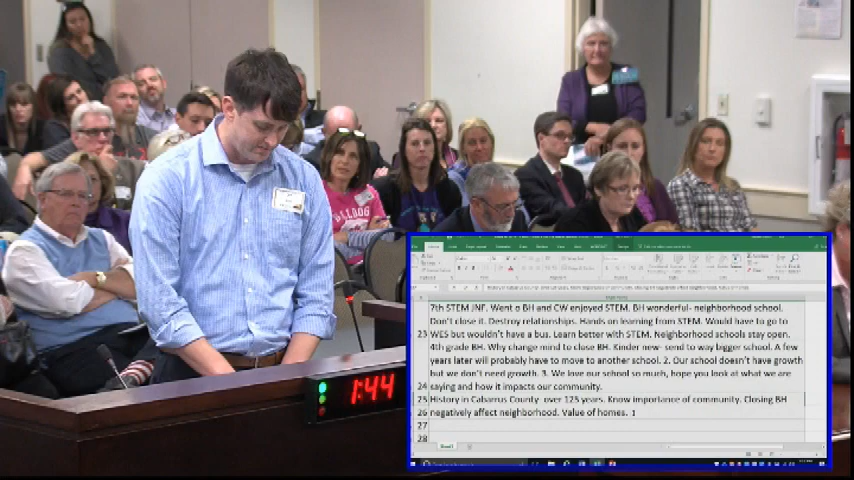 1:44
7th STEM JNF. Went o BH and CW enjoyed STEM. BH wonderful- neighborhood school.
Don't close it. Destroy relationships. Hands on learning from STEM. Would have to go to
23 WES but wouldn't have a bus. Learn better with STEM. Neighborhood schools stay open.
4th grade BH. Why change mind to close BH. Kinder new- send to way bigger school. A few
years later will probably have to move to another school. 2. Our school doesn't have growth
but we don't need growth. 3. We love our school so much, hope you look at what we are
24 saying and how it impacts our community.
25 History in Cabarrus County over 125 years. Know importance of community. Closing BH
26 negatively affect neighborhood. Value of homes.
27
28